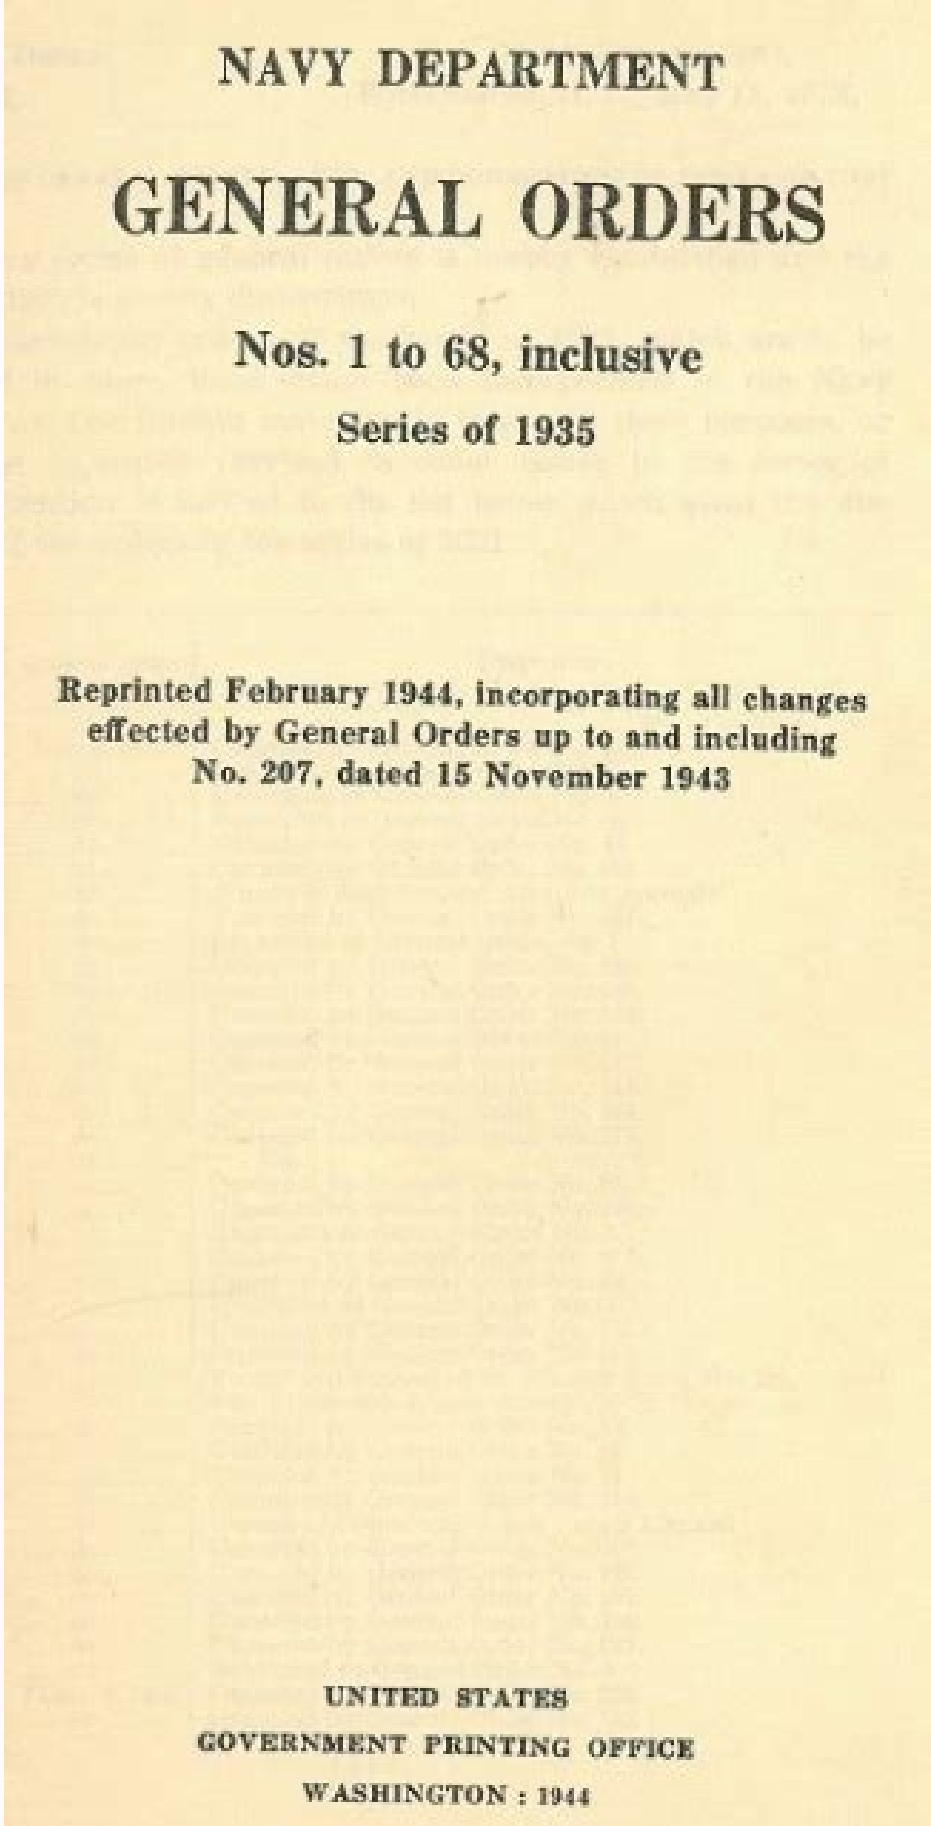 NAVY DEPARTMENT
GENERAL ORDERS
Nos. 1 to 68, inclusive
Series of 1935
Reprinted February 1944, incorporating all changes
effected by General Orders up to and including
No. 207, dated 15 November 1943
UNITED STATES
GOVERNMENT PRINTING OFFICE
WASHINGTON : 1944